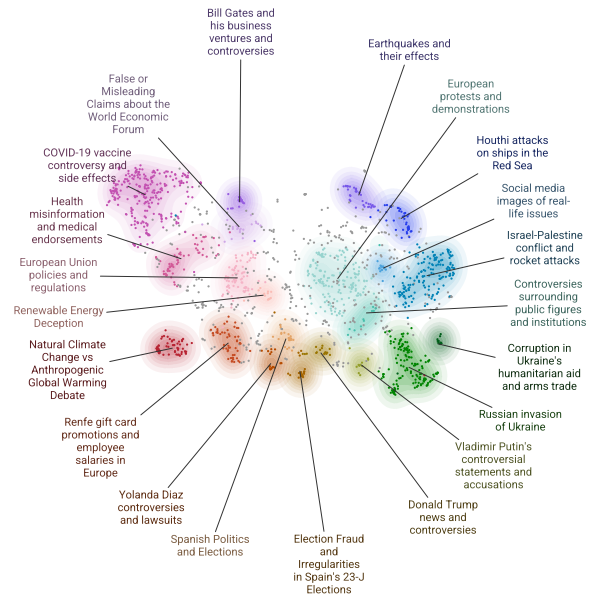 Bill Gates and
his business
ventures and
controversies
Earthquakes and
their effects
False or
Misleading
Claims about the
World Economic
Forum
European
protests and
demonstrations
COVID-19 vaccine
controversy and
side effects
Houthi attacks
on ships in the
Red Sea
Health
misinformation
and medical
endorsements
Social media
images of real-
life issues
Israel-Palestine
conflict and
rocket attacks
European Union
policies and
regulations
Controversies
surrounding
public figures
and institutions
Renewable Energy
Deception
Natural Climate
Change vs
Anthropogenic
Global Warming
Debate
Corruption in
Ukraine's
humanitarian aid
and arms trade
Russian invasion
of Ukraine
Renfe gift card
promotions and
employee
salaries in
Europe
Vladimir Putin's
controversial
statements and
accusations
Yolanda Diaz
controversies
and lawsuits
Donald Trump
news and
controversies
Spanish Politics
and Elections
Election Fraud
and
Irregularities
in Spain's 23-J
Elections